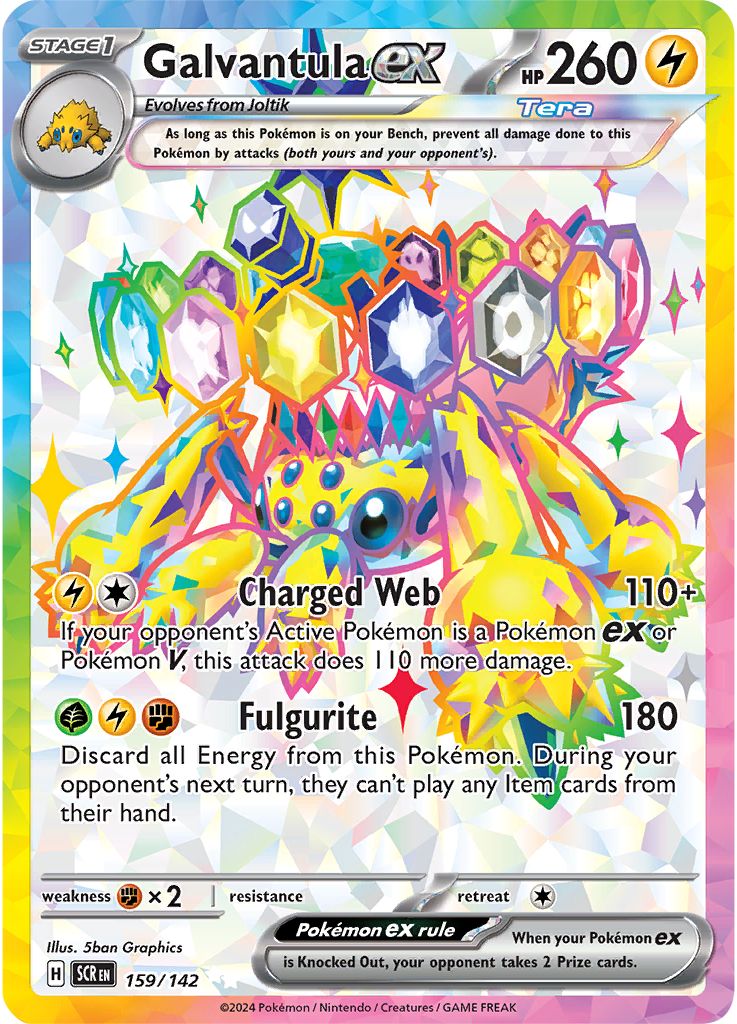 STAGE1
Galvantula ex
HP 260
Evolves from Joltik
Tera
As long as this Pokémon is on your Bench, prevent all damage done to this
Pokémon by attacks (both yours and your opponent's).
Charged Web 110+
If your opponent's Active Pokémon is a Pokémon ex or
Pokémon V, this attack does 110 more damage.
Fulgurite 180
Discard all Energy from this Pokémon. During your
opponent's next turn, they can't play any Item cards from
their hand.
weakness ×2 resistance retreat
Illus. 5ban Graphics
Pokémon ex rule
When your Pokémon ex
is Knocked Out, your opponent takes 2 Prize cards.
H SCR EN 159/142
©2024 Pokémon / Nintendo / Creatures / GAME FREAK